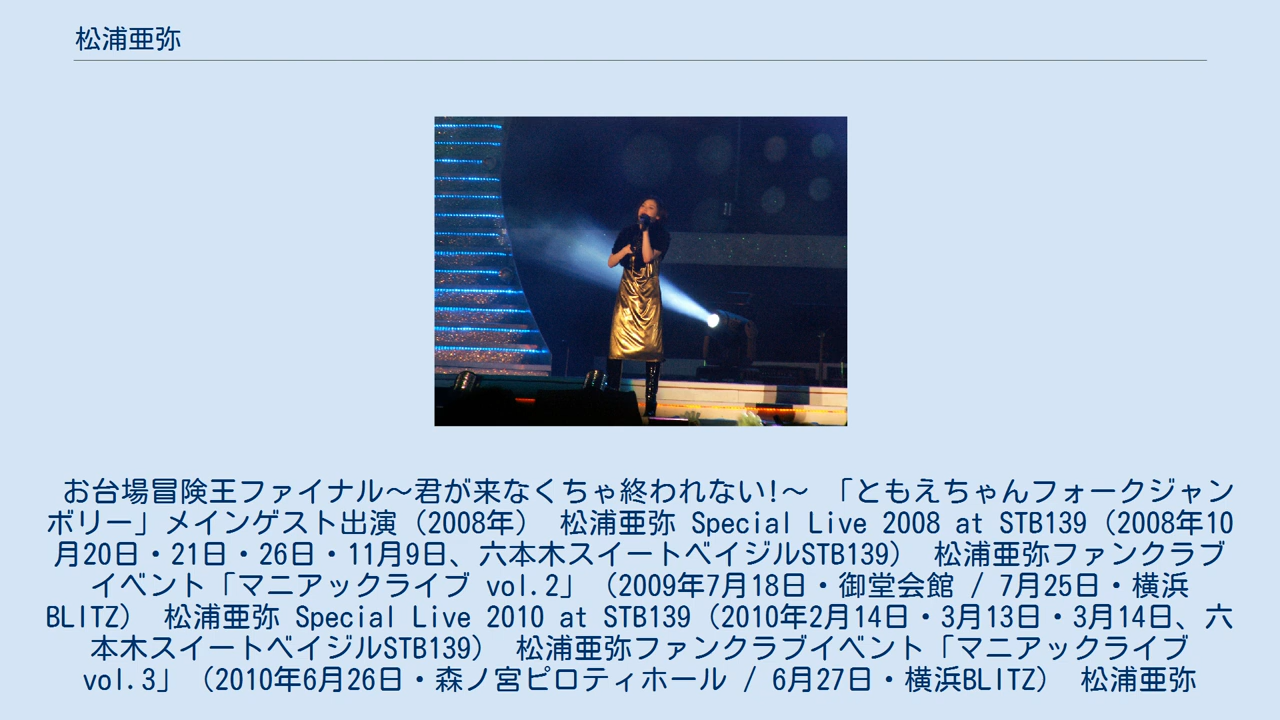 松浦亜弥
お台場冒険王ファイナル〜君が来なくちゃ終われない!〜 「ともえちゃんフォークジャン
ボリー」メインゲスト出演（2008年） 松浦亜弥 Special Live 2008 at STB139（2008年10
月20日・21日・26日・11月9日、六本木スイートベイジルSTB139） 松浦亜弥ファンクラブ
イベント「マニアックライブ vol.2」（2009年7月18日・御堂会館 / 7月25日・横浜
BLITZ） 松浦亜弥 Special Live 2010 at STB139（2010年2月14日・3月13日・3月14日、六
本木スイートベイジルSTB139） 松浦亜弥ファンクラブイベント「マニアックライブ
vol.3」（2010年6月26日・森ノ宮ピロティホール / 6月27日・横浜BLITZ） 松浦亜弥